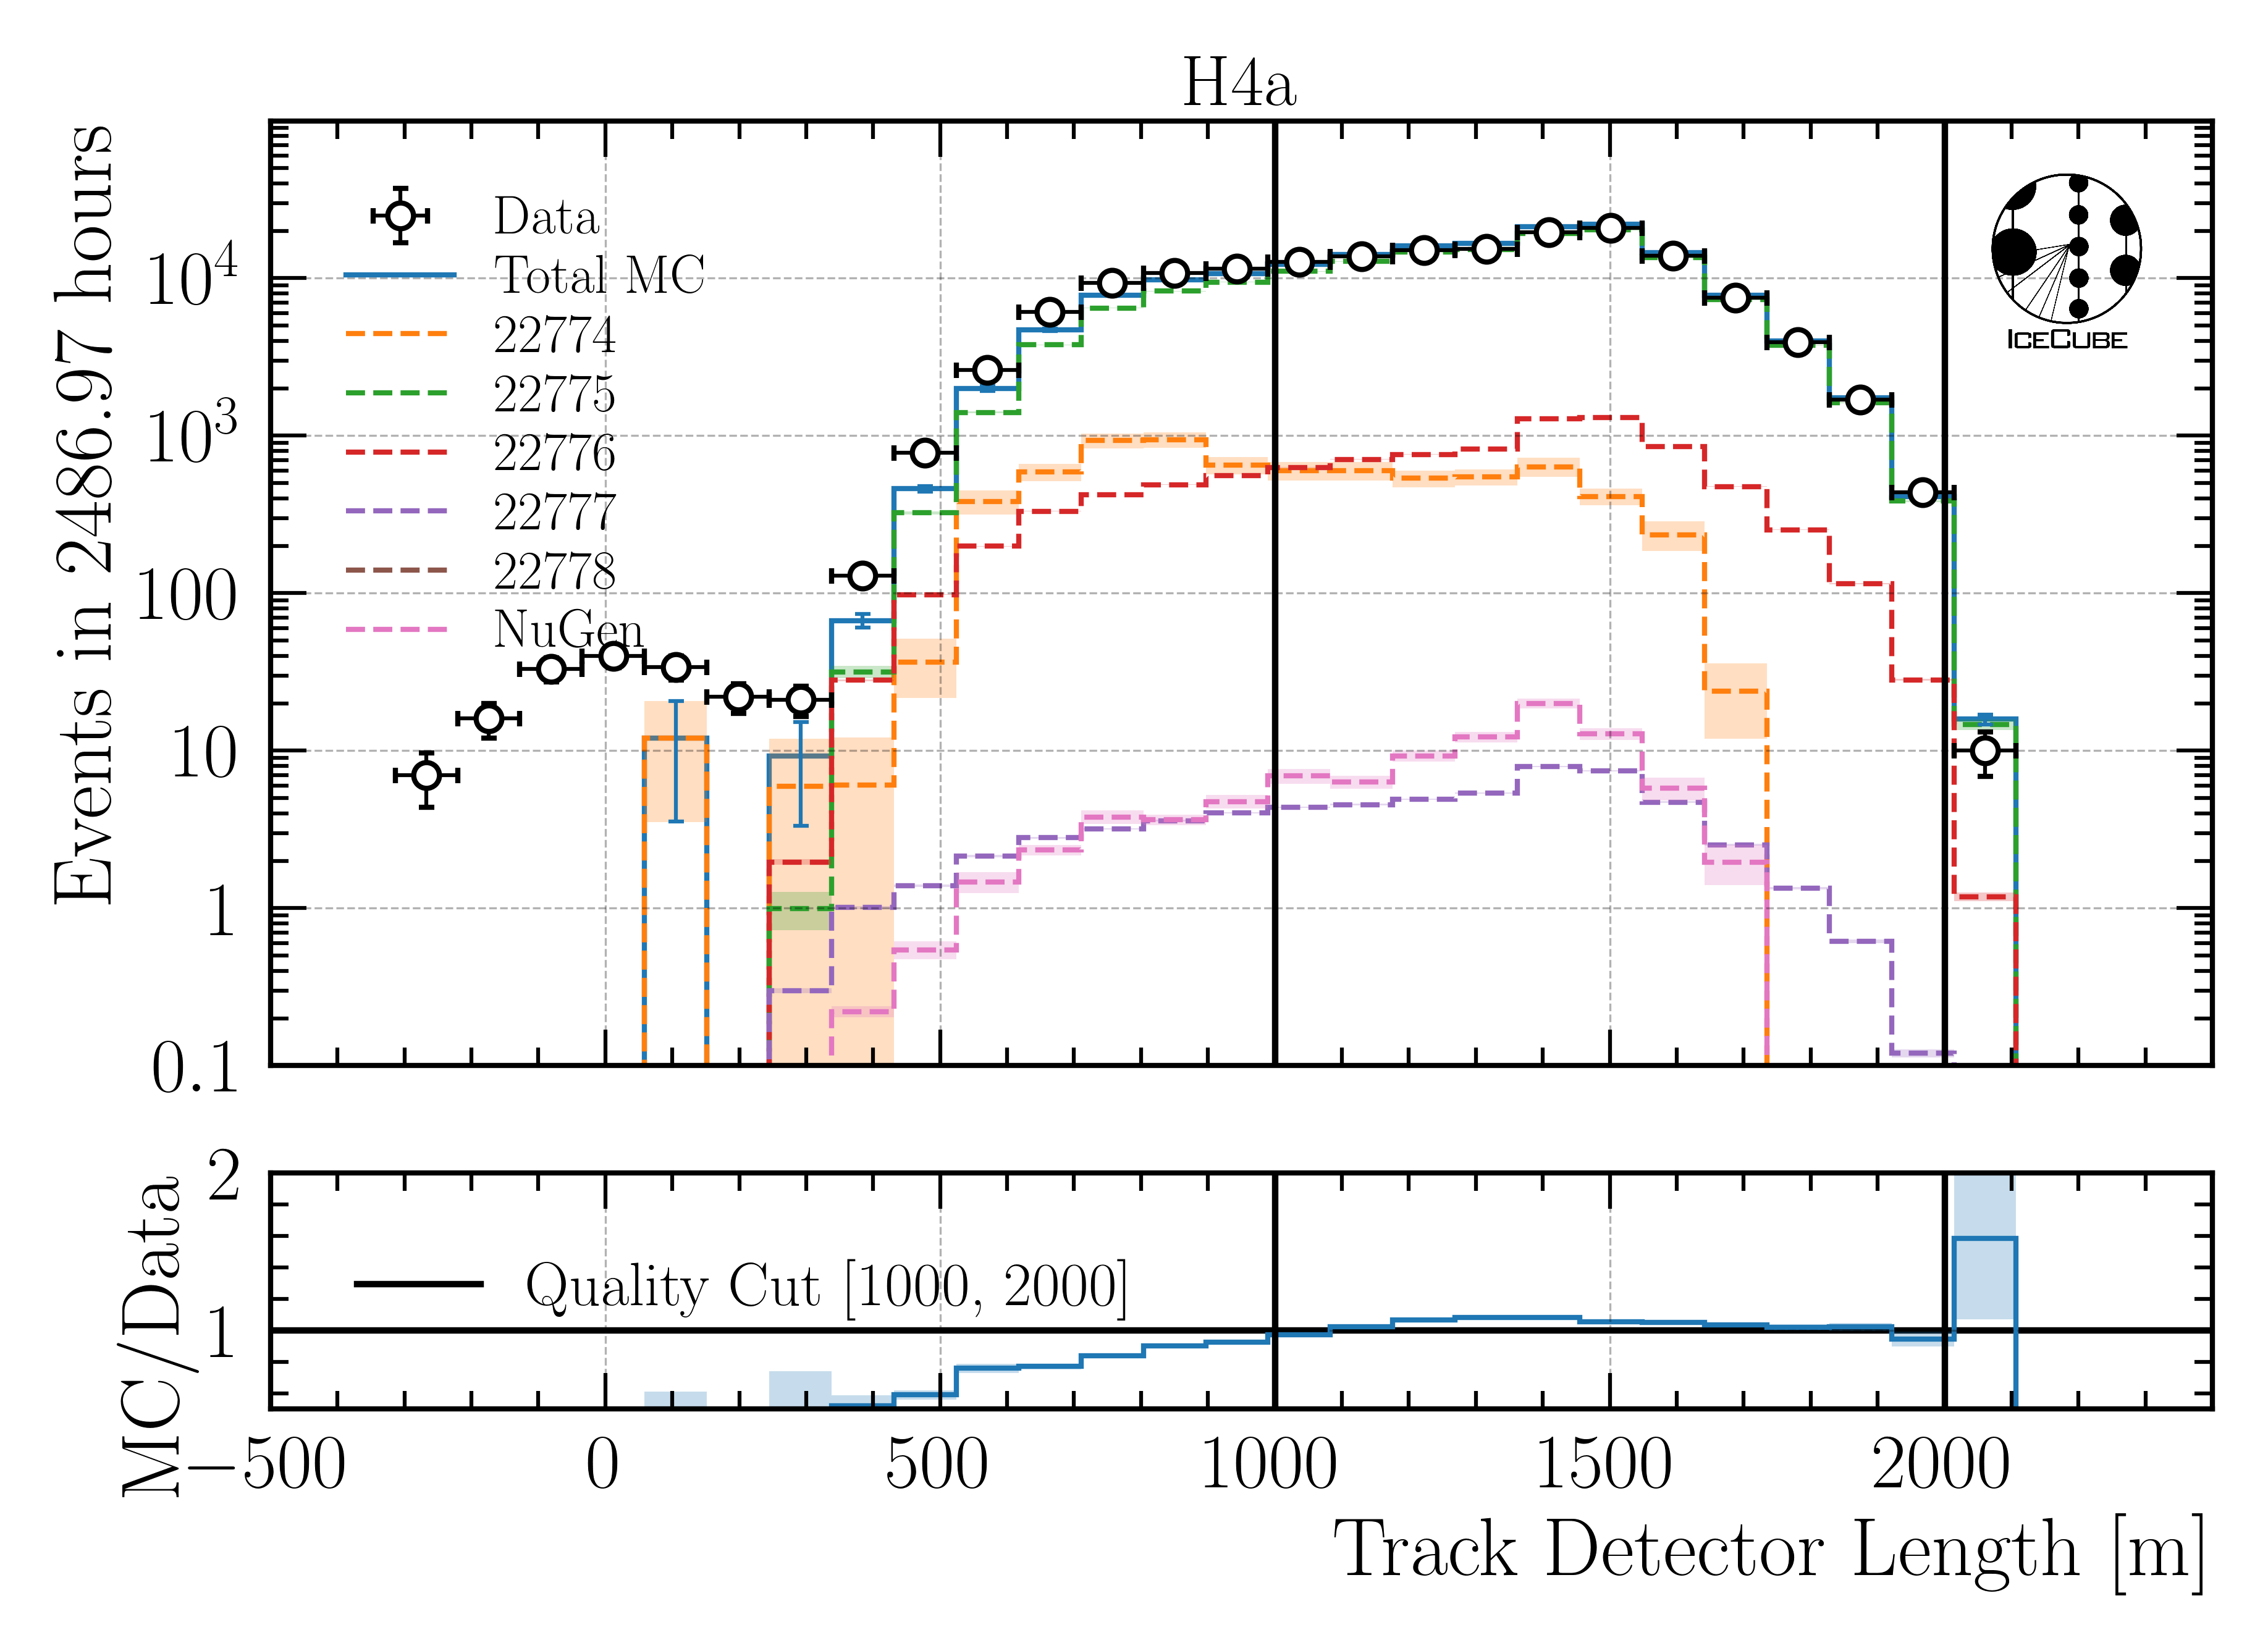 H4a
Events in 2486.97 hours
10^4
10^3
100
10
1
0.1
Data
Total MC
22774
22775
22776
22777
22778
NuGen
ICECUBE
MC/Data
2
1
Quality Cut [1000, 2000]
−500 0 500 1000 1500 2000
Track Detector Length [m]